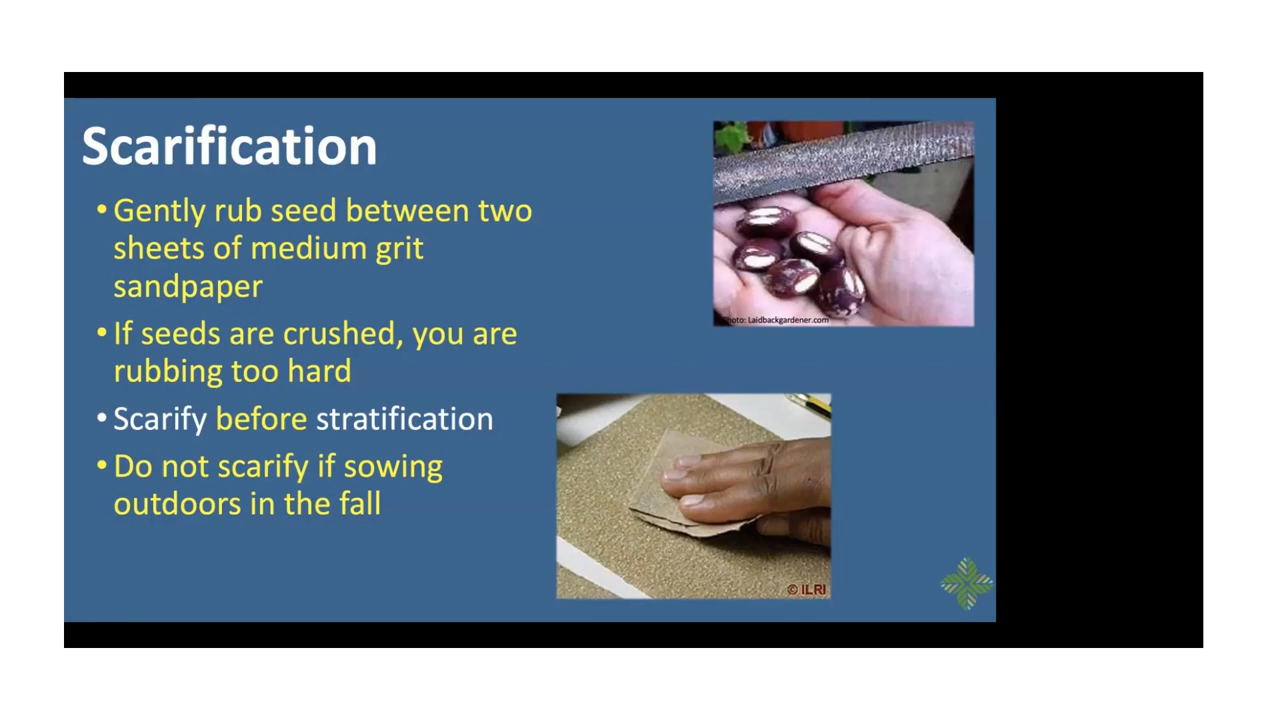 Scarification
• Gently rub seed between two
sheets of medium grit
sandpaper
• If seeds are crushed, you are
rubbing too hard
• Scarify before stratification
• Do not scarify if sowing
outdoors in the fall
hoto: Laidbackgardener.com
© ILRI